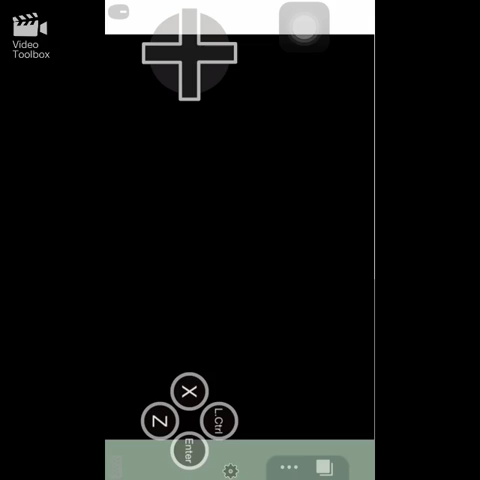 Video
Toolbox
X
Z
L.Ctrl
Enter